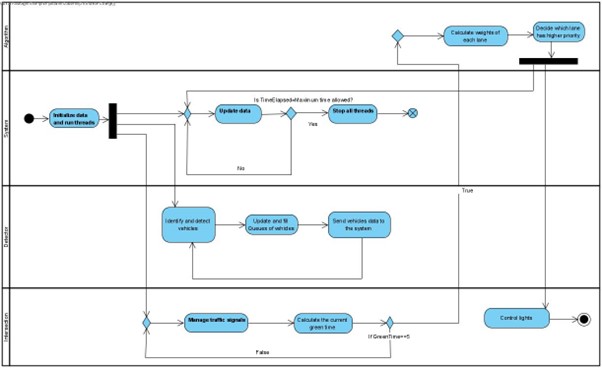 Algorithm
Calculate weights of
each lane
Decide which lane
has higher priority
System
Initialize data
and run threads
Is TimeElapsed=Maximum time allowed?
Update data
Yes
Stop all threads
No
True
Detector
Identify and detect
vehicles
Update and fill
Queues of vehicles
Send vehicles data to
the system
Intersection
Manage traffic signals
Calculate the current
green time
If GreenTime==5
False
Control lights